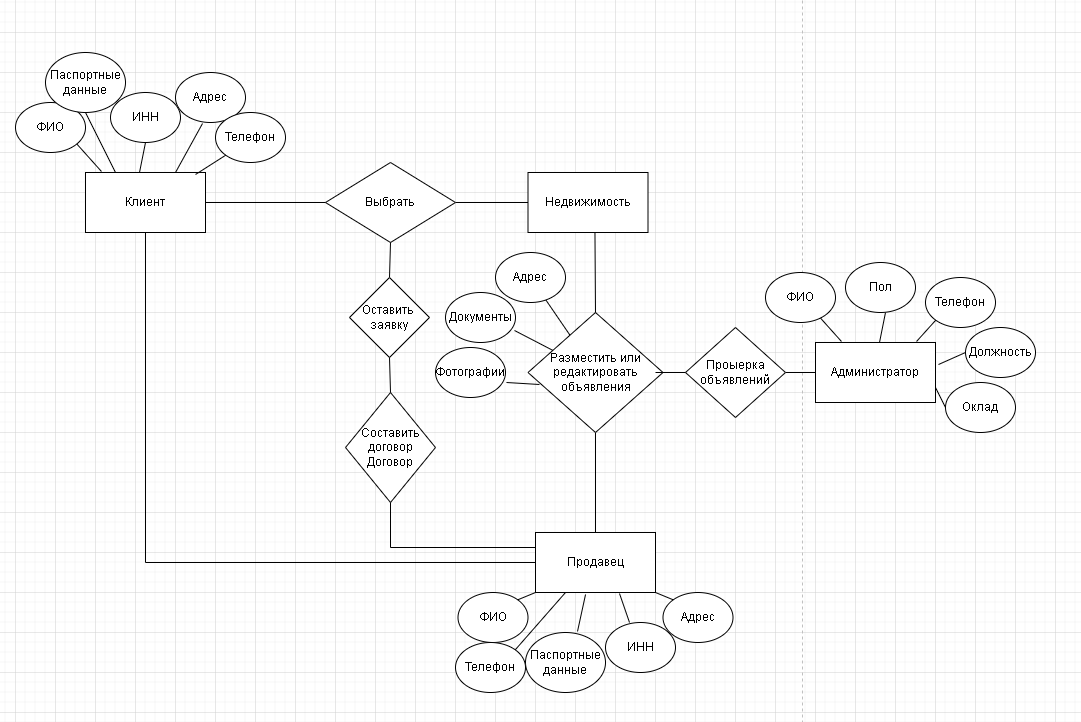 Паспортные
данные
ФИО
ИНН
Адрес
Телефон
Клиент
Выбрать
Недвижимость
Оставить
заявку
Адрес
Документы
Фотографии
Разместить или
редактировать
объявления
Проыерка
объявлений
ФИО
Пол
Телефон
Должность
Оклад
Администратор
Составить
договор
Договор
Продавец
ФИО
Телефон
Паспортные
данные
ИНН
Адрес